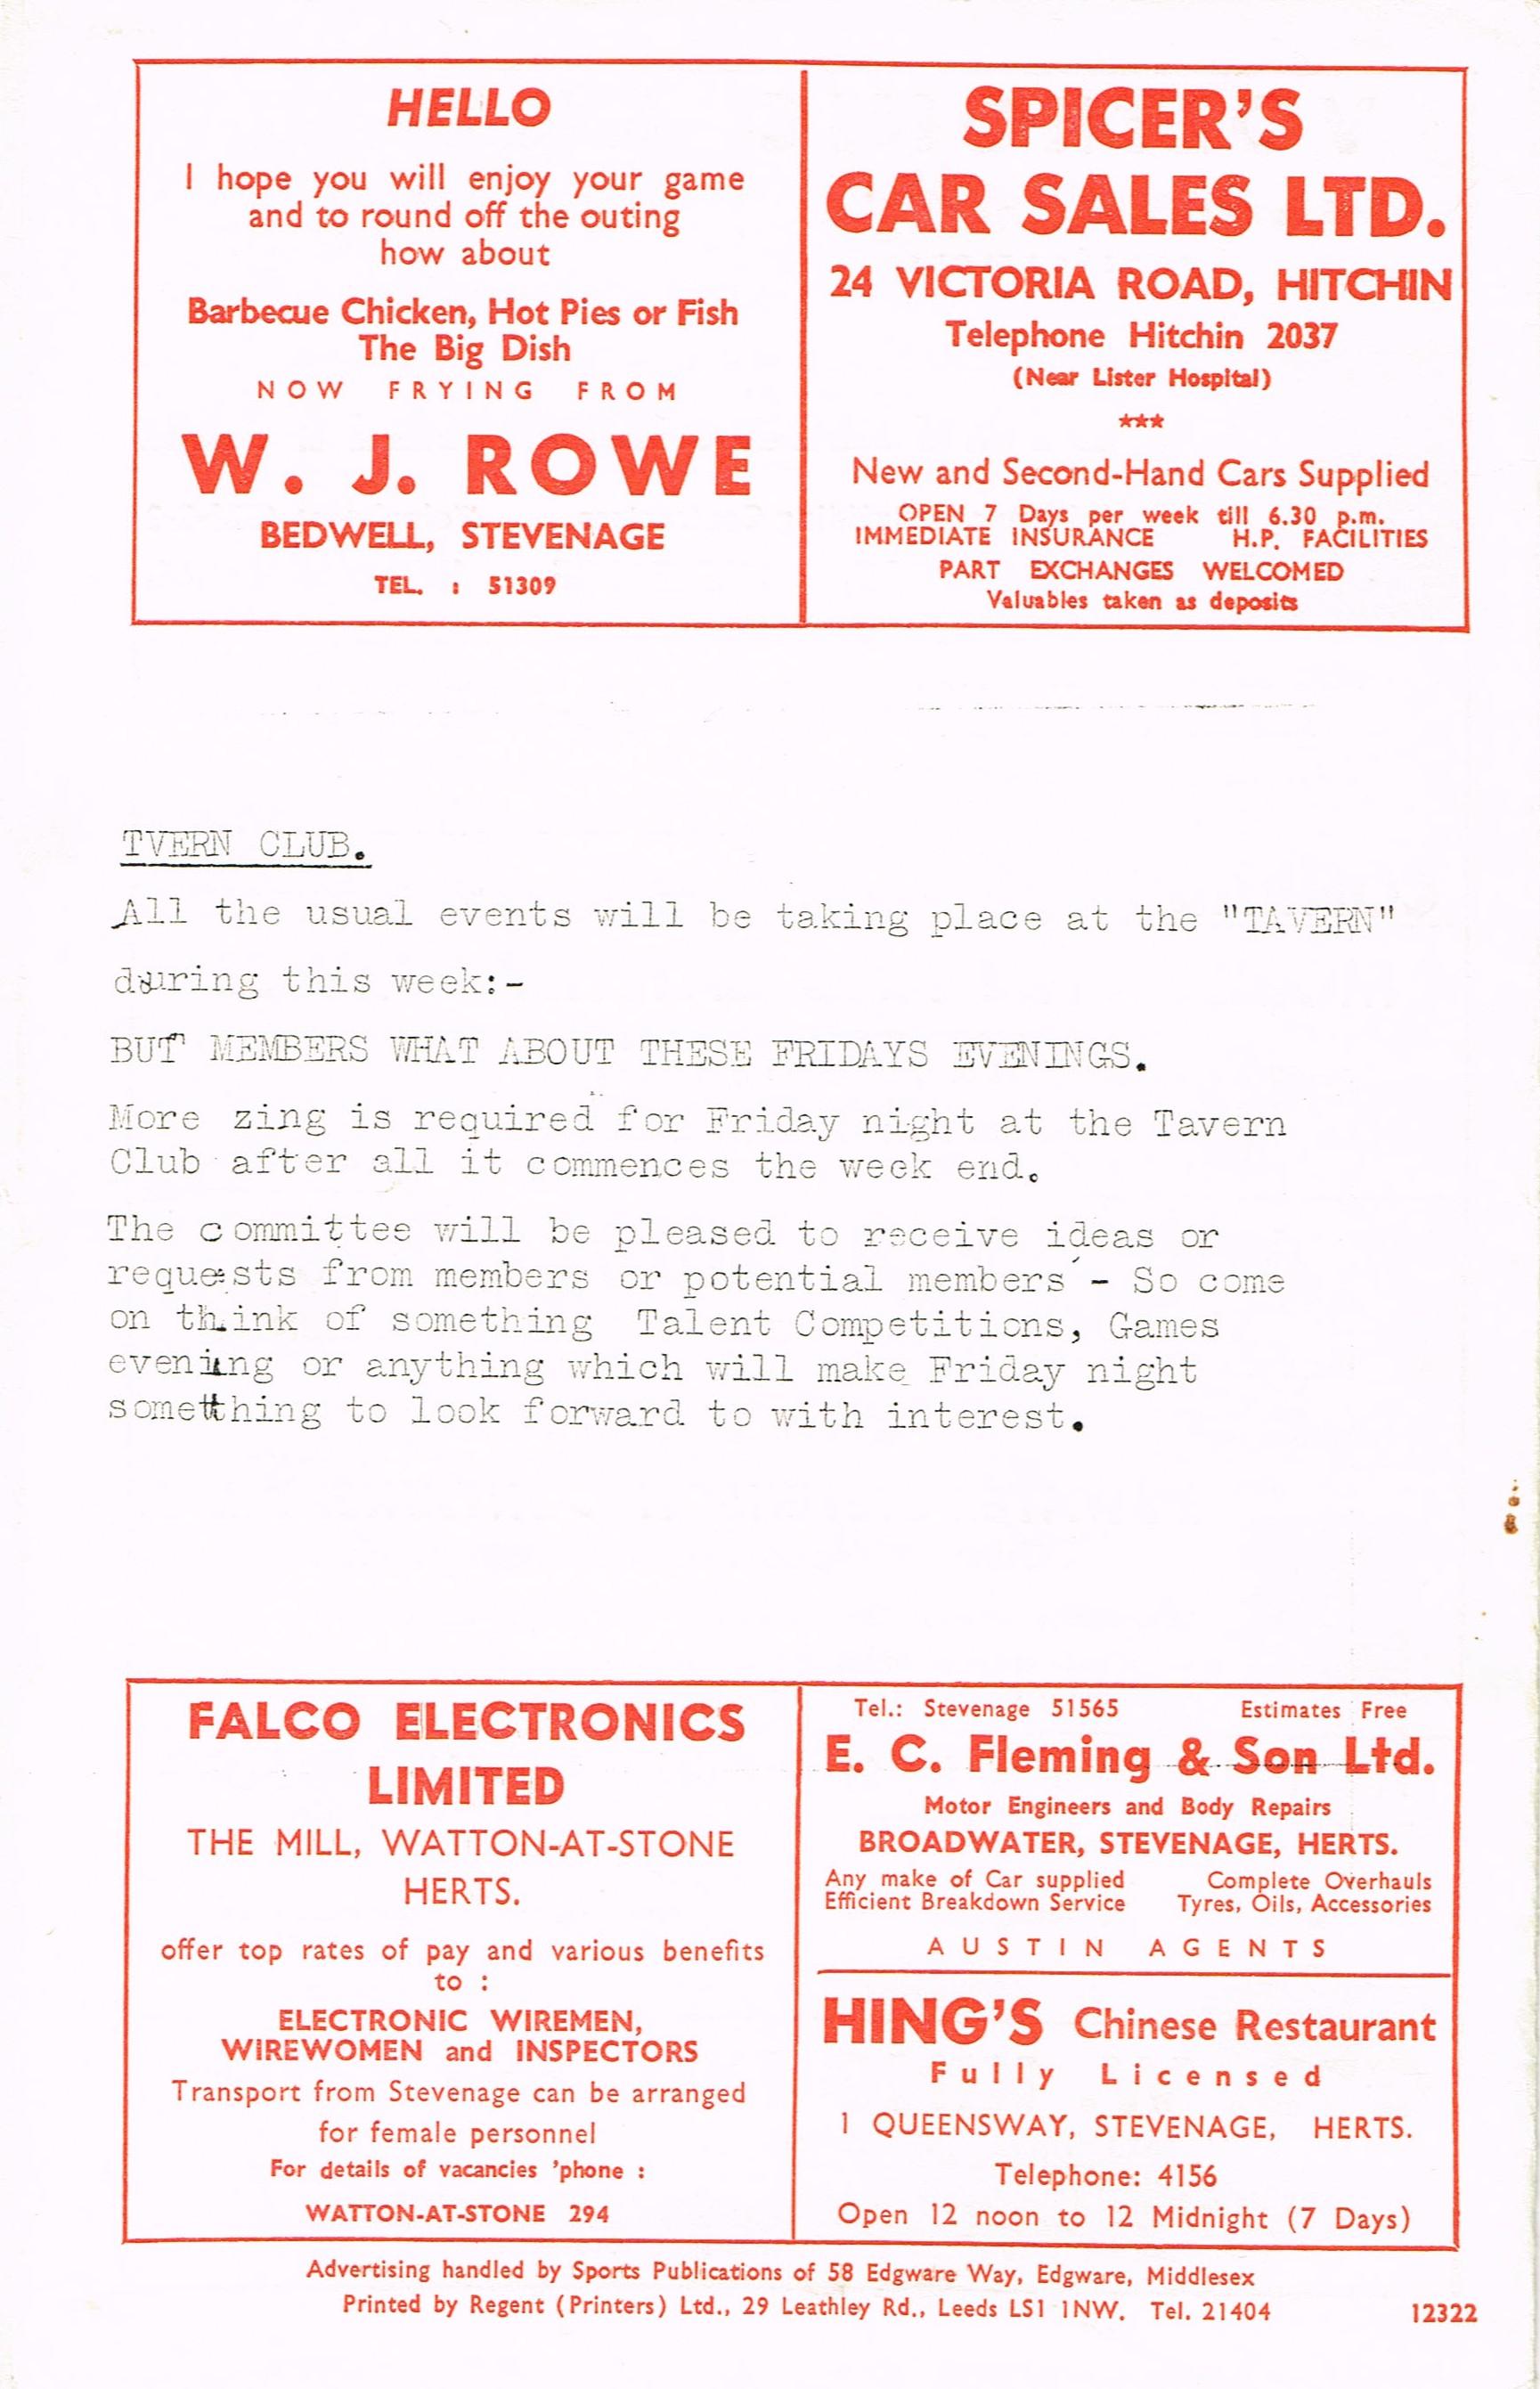 HELLO
I hope you will enjoy your game
and to round off the outing
how about
Barbecue Chicken, Hot Pies or Fish
The Big Dish
NOW FRYING FROM
W. J. ROWE
BEDWELL, STEVENAGE
TEL. : 51309
SPICER'S
CAR SALES LTD.
24 VICTORIA ROAD, HITCHIN
Telephone Hitchin 2037
(Near Lister Hospital)
***
New and Second-Hand Cars Supplied
OPEN 7 Days per week till 6.30 p.m.
IMMEDIATE INSURANCE H.P. FACILITIES
PART EXCHANGES WELCOMED
Valuables taken as deposits
TVERN CLUB.
All the usual events will be taking place at the "TAVERN"
during this week:-
BUT MEMBERS WHAT ABOUT THESE FRIDAYS EVENINGS.
More zing is required for Friday night at the Tavern
Club after all it commences the week end.
The committee will be pleased to receive ideas or
requests from members or potential members - So come
on think of something Talent Competitions, Games
evening or anything which will make Friday night
something to look forward to with interest.
FALCO ELECTRONICS
LIMITED
THE MILL, WATTON-AT-STONE
HERTS.
offer top rates of pay and various benefits
to :
ELECTRONIC WIREMEN,
WIREWOMEN and INSPECTORS
Transport from Stevenage can be arranged
for female personnel
For details of vacancies 'phone :
WATTON-AT-STONE 294
Tel.: Stevenage 51565 Estimates Free
E. C. Fleming & Son Ltd.
Motor Engineers and Body Repairs
BROADWATER, STEVENAGE, HERTS.
Any make of Car supplied Complete Overhauls
Efficient Breakdown Service Tyres, Oils, Accessories
AUSTIN AGENTS
HING'S Chinese Restaurant
Fully Licensed
1 QUEENSWAY, STEVENAGE, HERTS.
Telephone: 4156
Open 12 noon to 12 Midnight (7 Days)
Advertising handled by Sports Publications of 58 Edgware Way, Edgware, Middlesex
Printed by Regent (Printers) Ltd., 29 Leathley Rd., Leeds LS1 1NW. Tel. 21404 12322